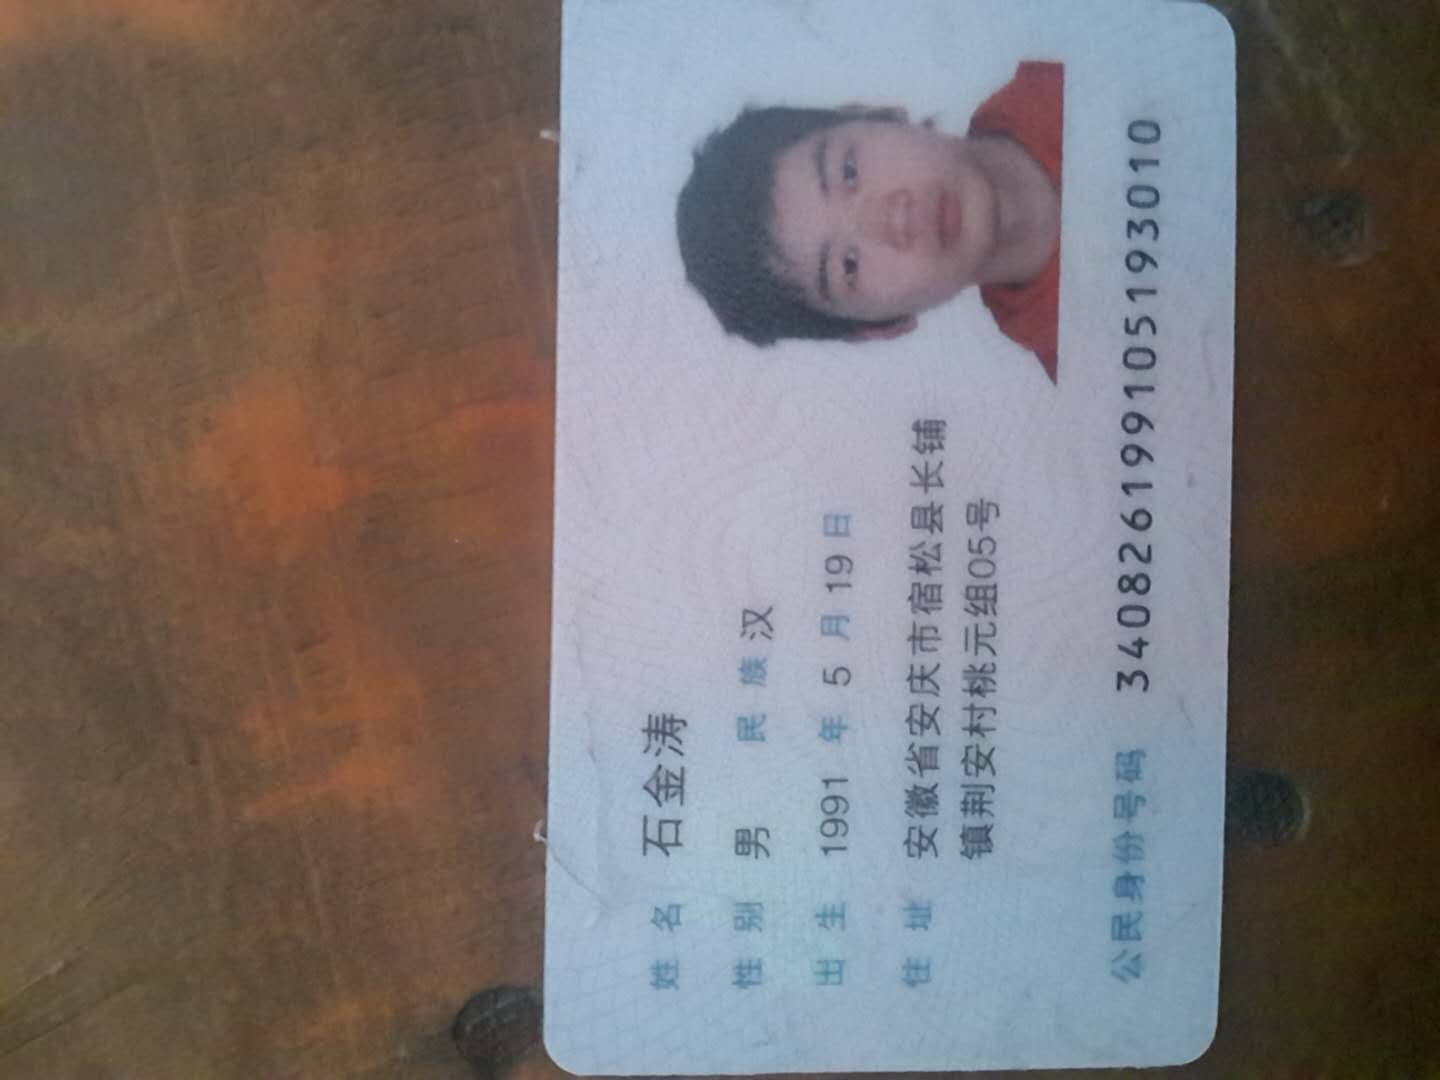 姓名 石金涛
性别 男 民族 汉
出生 1991 年 5 月 19 日
住址 安徽省安庆市宿松县长铺
镇荆安村桃元组05号
公民身份号码 340826199105193010